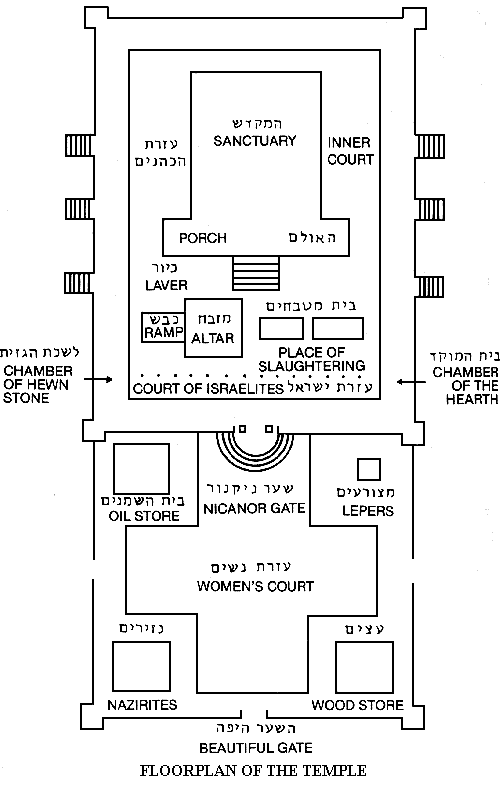 המקדש
SANCTUARY
עזרת
הכהנים
INNER
COURT
PORCH
האולם
כיור
LAVER
כבש
RAMP
מזבח
ALTAR
בית מטבחים
PLACE OF
SLAUGHTERING
לשכת הגזית
CHAMBER
OF HEWN
STONE
בית המוקד
CHAMBER
OF THE
HEARTH
COURT OF ISRAELITES עזרת ישראל
בית השמנים
OIL STORE
שער ניקנור
NICANOR GATE
מצורעים
LEPERS
עזרת נשים
WOMEN'S COURT
נזירים
NAZIRITES
עצים
WOOD STORE
השער היפה
BEAUTIFUL GATE
FLOORPLAN OF THE TEMPLE